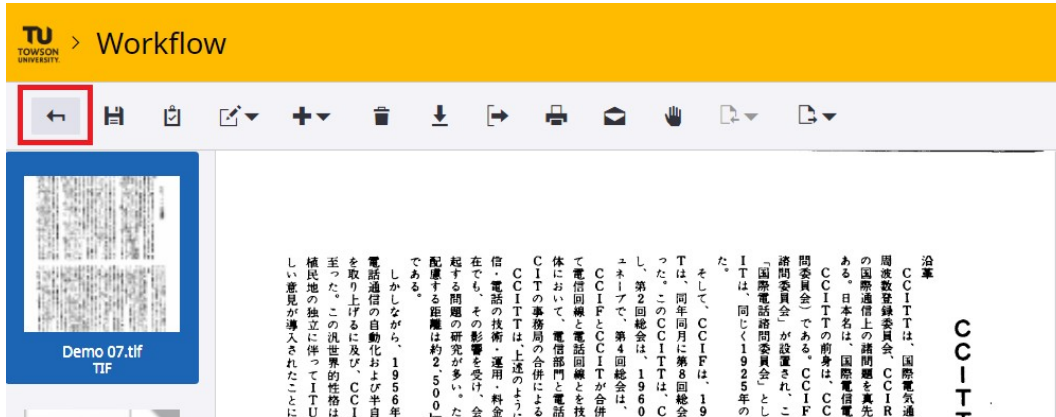 TU
TOWSON
UNIVERSITY.
Workflow
Demo 07.tif
TIF
CCITT
沿革
CCITTは、国際電気通
周波数登録委員会、CCIR
の国際通信上の諸問題を真先
ある。日本名は、国際電信電
CCITTの前身は、CC
問委員会)である。CCIF
諮問委員会」が設置され、こ
「国際電話諮問委員会」とし
ITは、同じく1925年の
た。
そして、CCIFは、19
Tは、同年同月に第8回総会
った。このCCITTは、C
し、第2回総会は、1960
ュネーブで、第4回総会は、
CCIFとCCITが合併
て電信回線と電話回線とを技
体において、電信部門と電話
CITの事務局の合併による
CCITTは、上述のように
信・電話の技術・運用・料金
在でも、その影響を受け、会
起する問題の研究が多い。た
配慮する距離は約2,500
である。
しかしながら、1956年
電話通信の自動化および半自
を取り上げるに及び、CCI
至った。この汎世界的性格は
植民地の独立に伴ってITU
しい意見が導入されたことに